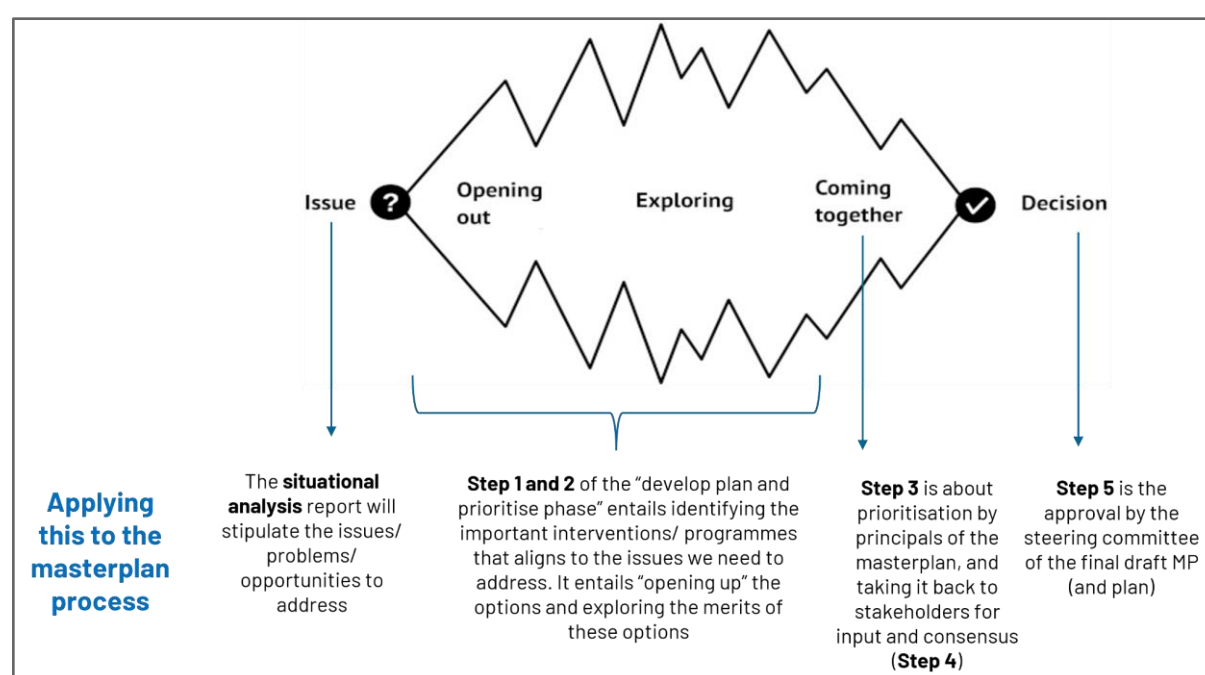 Issue
?
Opening
out
Exploring
Coming
together
Decision
Applying
this to the
masterplan
process
The situational
analysis report will
stipulate the issues/
problems/
opportunities to
address
Step 1 and 2 of the “develop plan and
prioritise phase” entails identifying the
important interventions/ programmes
that aligns to the issues we need to
address. It entails “opening up” the
options and exploring the merits of
these options
Step 3 is about
prioritisation by
principals of the
masterplan, and
taking it back to
stakeholders for
input and consensus
(Step 4)
Step 5 is the
approval by the
steering committee
of the final draft MP
(and plan)